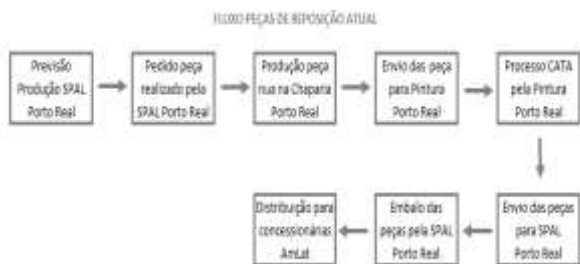 FLUXO PEÇAS DE REPOSIÇÃO ATUAL
Previsão
Produção SPAL
Porto Real
Pedido peça
realizado pela
SPAL Porto Real
Produção peça
nua na Chaparia
Porto Real
Envio das peça
para Pintura
Porto Real
Processo CATA
pela Pintura
Porto Real
Envio das peças
para SPAL
Porto Real
Embalo das
peças pela SPAL
Porto Real
Distribuição para
concessionárias
AmLat